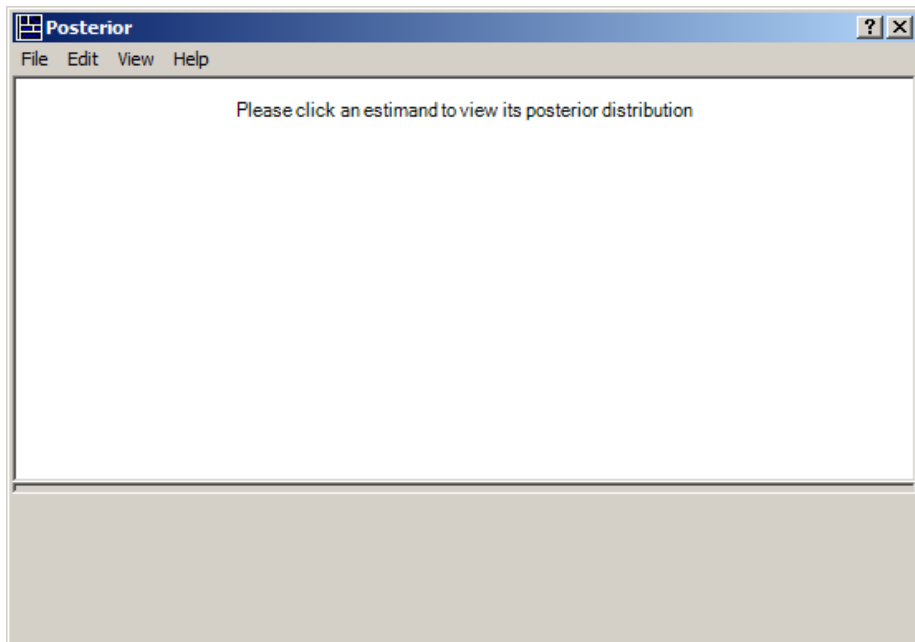 Posterior
File Edit View Help
Please click an estimand to view its posterior distribution